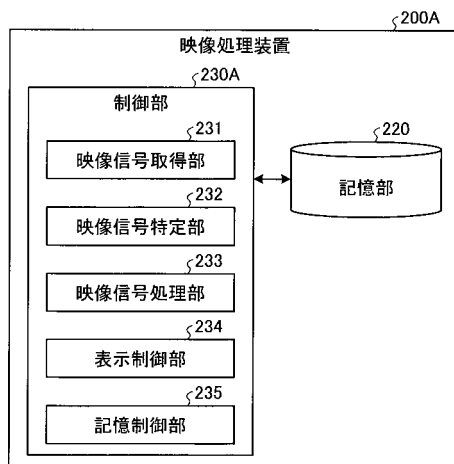 200A
映像処理装置
230A
制御部
231
映像信号取得部
232
映像信号特定部
233
映像信号処理部
234
表示制御部
235
記憶制御部
220
記憶部